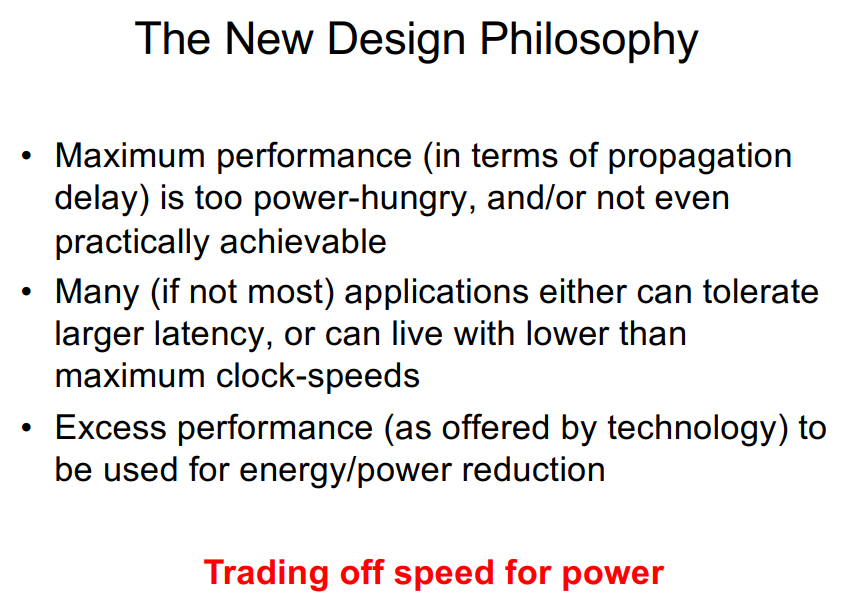 The New Design Philosophy
• Maximum performance (in terms of propagation
delay) is too power-hungry, and/or not even
practically achievable
• Many (if not most) applications either can tolerate
larger latency, or can live with lower than
maximum clock-speeds
• Excess performance (as offered by technology) to
be used for energy/power reduction
Trading off speed for power